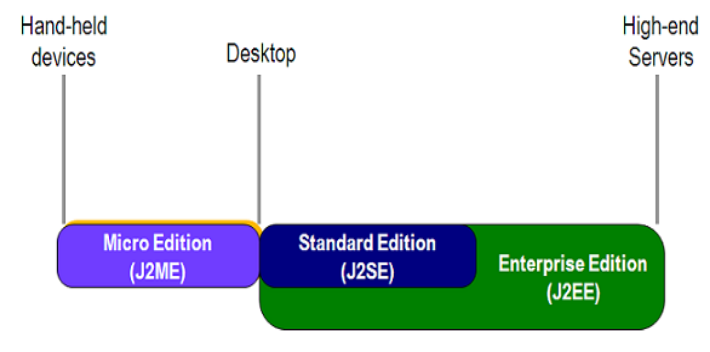 Hand-held
devices
Desktop
High-end
Servers
Micro Edition
(J2ME)
Standard Edition
(J2SE)
Enterprise Edition
(J2EE)